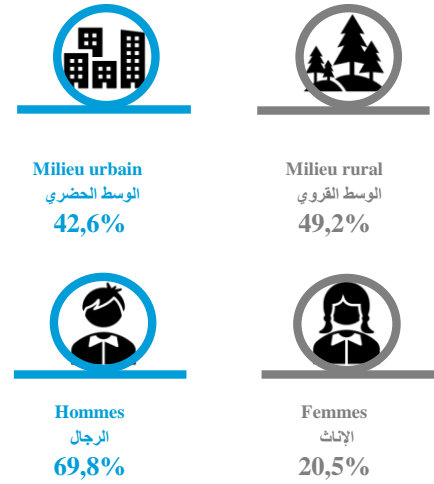 Milieu urbain
الوسط الحضري
42,6%
Milieu rural
الوسط القروي
49,2%
Hommes
الرجال
69,8%
Femmes
الإناث
20,5%